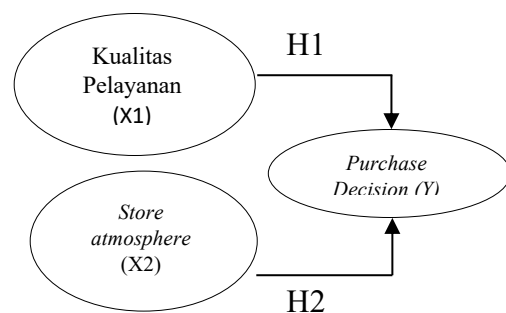 Kualitas
Pelayanan
(X1)
H1
Purchase
Decision (Y)
Store
atmosphere
(X2)
H2